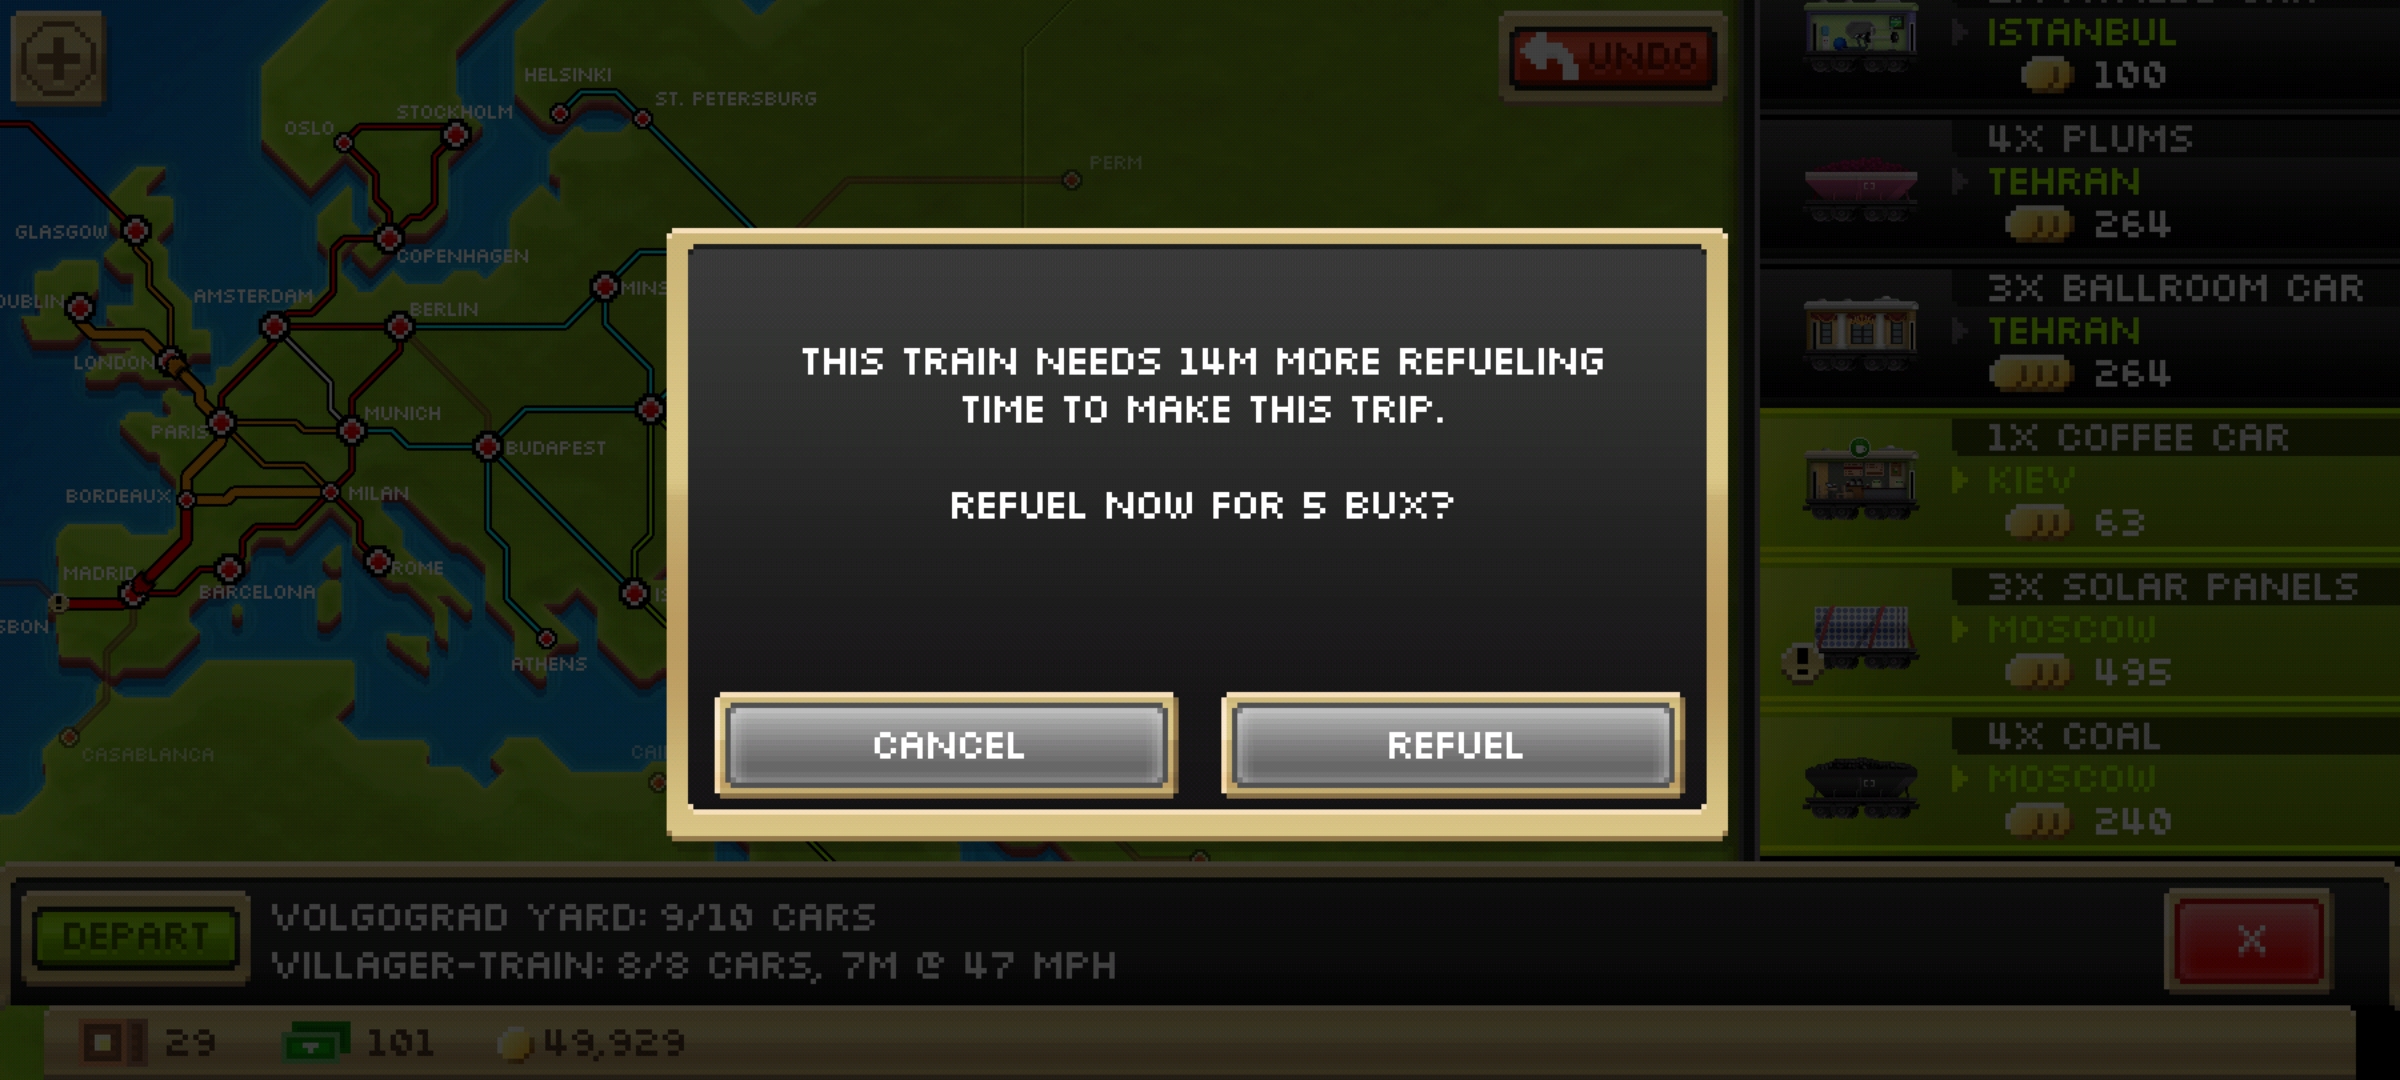 UNDO
ISTANBUL
100
4X PLUMS
TEHRAN
264
3X BALLROOM CAR
TEHRAN
264
1X COFFEE CAR
KIEV
63
3X SOLAR PANELS
MOSCOW
495
4X COAL
MOSCOW
240
HELSINKI
ST. PETERSBURG
STOCKHOLM
OSLO
PERM
GLASGOW
COPENHAGEN
DUBLIN
AMSTERDAM
BERLIN
MINS
LONDON
MUNICH
PARIS
BUDAPEST
BORDEAUX
MILAN
MADRID
ROME
BARCELONA
IS
SBON
ATHENS
CASABLANCA
CAI
THIS TRAIN NEEDS 14M MORE REFUELING
TIME TO MAKE THIS TRIP.
REFUEL NOW FOR 5 BUX?
CANCEL
REFUEL
DEPART
VOLGOGRAD YARD: 9/10 CARS
VILLAGER-TRAIN: 8/8 CARS, 7M @ 47 MPH
X
29
101
49,929